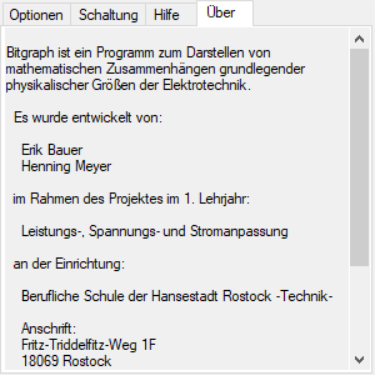 Optionen Schaltung Hilfe Über
Bitgraph ist ein Programm zum Darstellen von
mathematischen Zusammenhängen grundlegender
physikalischer Größen der Elektrotechnik.
Es wurde entwickelt von:
Erik Bauer
Henning Meyer
im Rahmen des Projektes im 1. Lehrjahr:
Leistungs-, Spannungs- und Stromanpassung
an der Einrichtung:
Berufliche Schule der Hansestadt Rostock -Technik-
Anschrift:
Fritz-Triddelfitz-Weg 1F
18069 Rostock